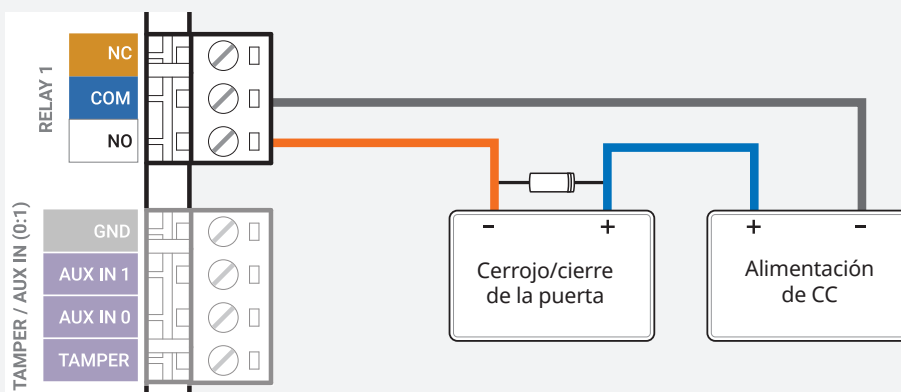 RELAY 1
NC
COM
NO
TAMPER / AUX IN (0:1)
GND
AUX IN 1
AUX IN 0
TAMPER
- +
Cerrojo/cierre
de la puerta
+ -
Alimentación
de CC